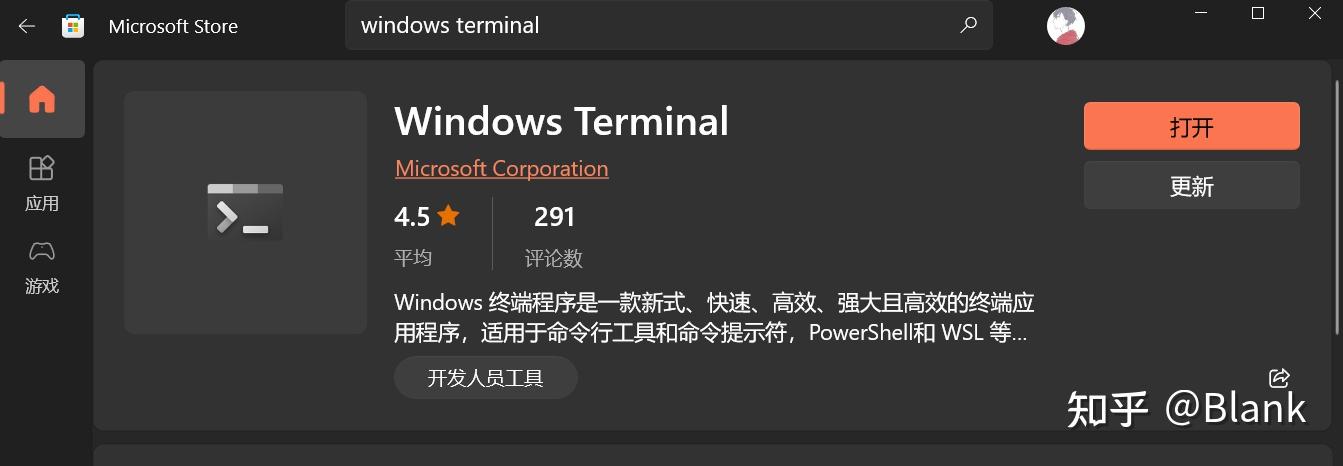 Microsoft Store
windows terminal
Windows Terminal
打开
Microsoft Corporation
更新
4.5
291
应用
平均
评论数
游戏
Windows 终端程序是一款新式、快速、高效、强大且高效的终端应
用程序，适用于命令行工具和命令提示符，PowerShell和 WSL 等...
开发人员工具
知乎 @Blank